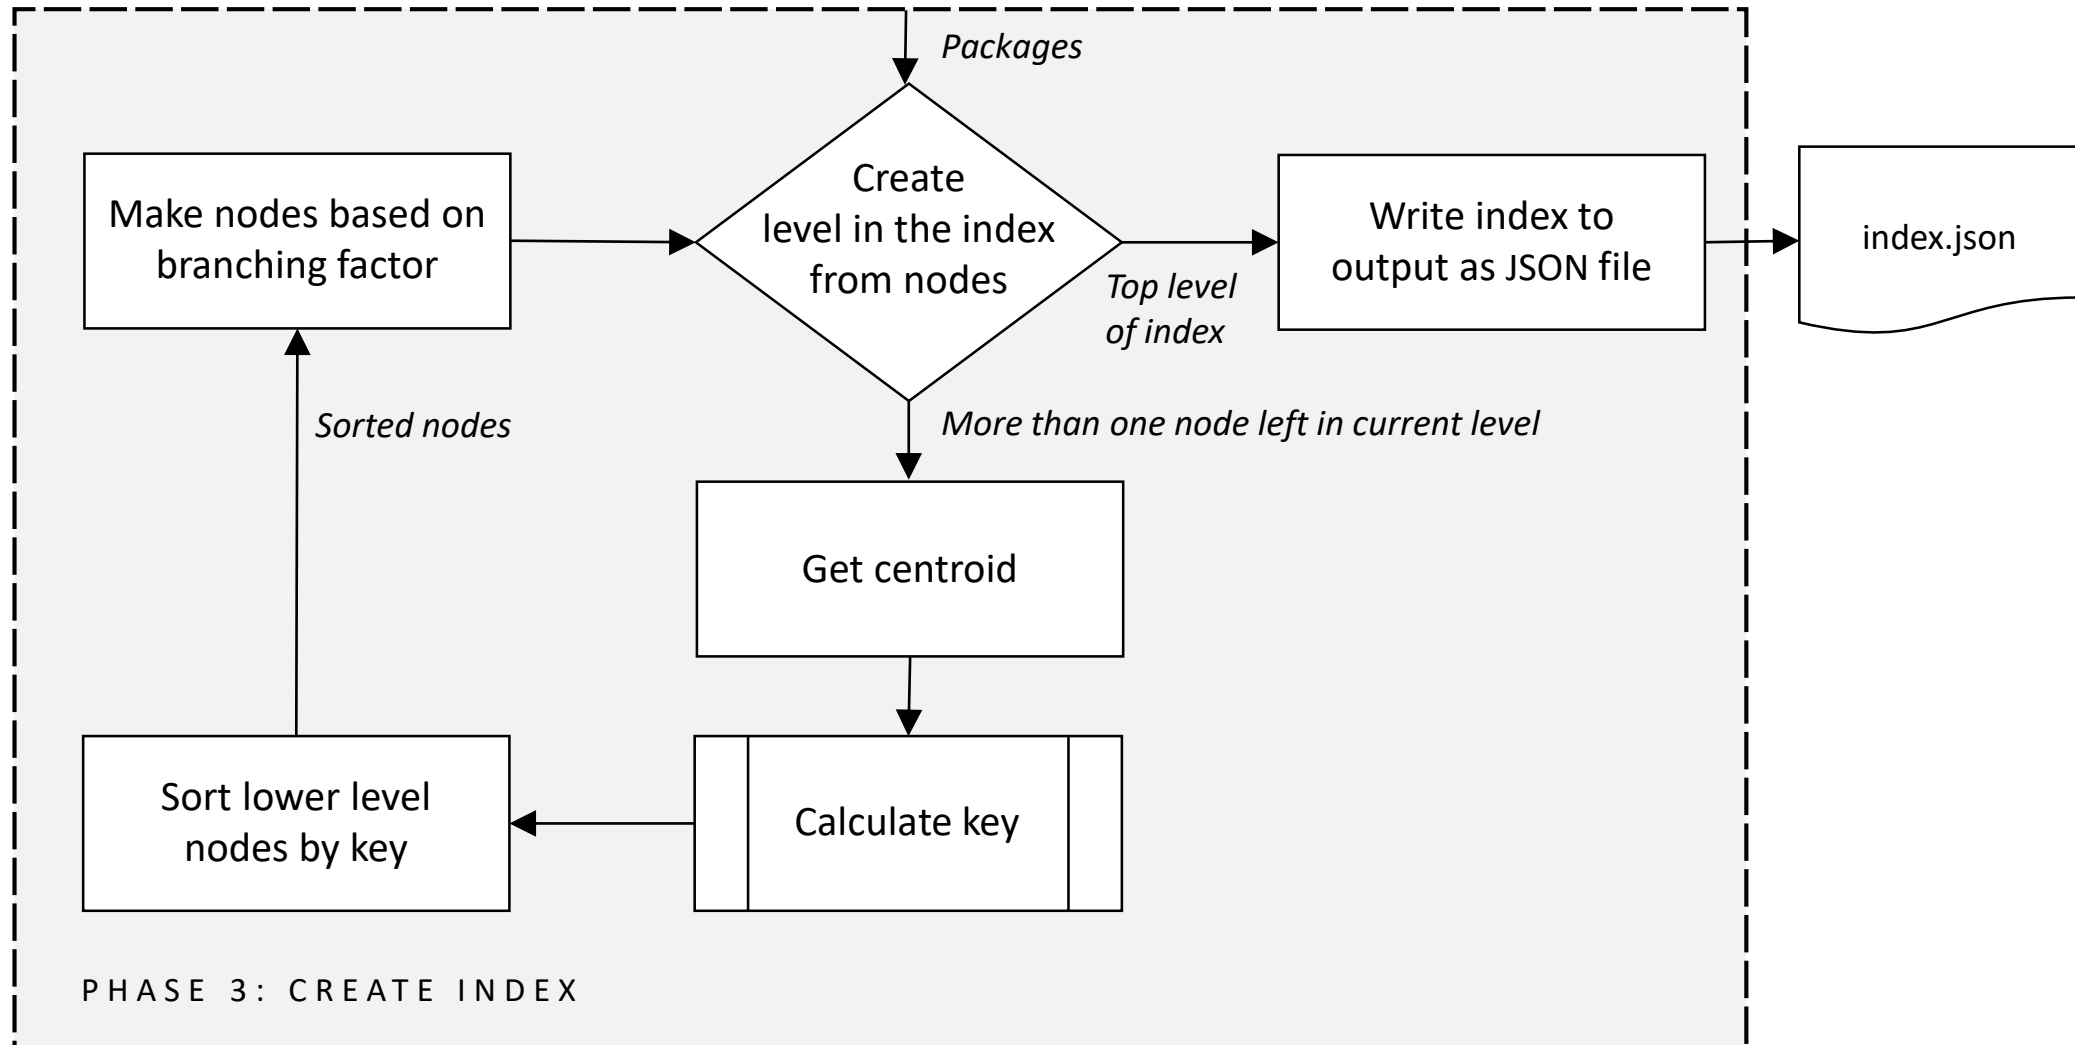 Packages
Make nodes based on
branching factor
Create
level in the index
from nodes
Top level
of index
Write index to
output as JSON file
index.json
Sorted nodes
More than one node left in current level
Get centroid
Sort lower level
nodes by key
Calculate key
PHASE 3: CREATE INDEX